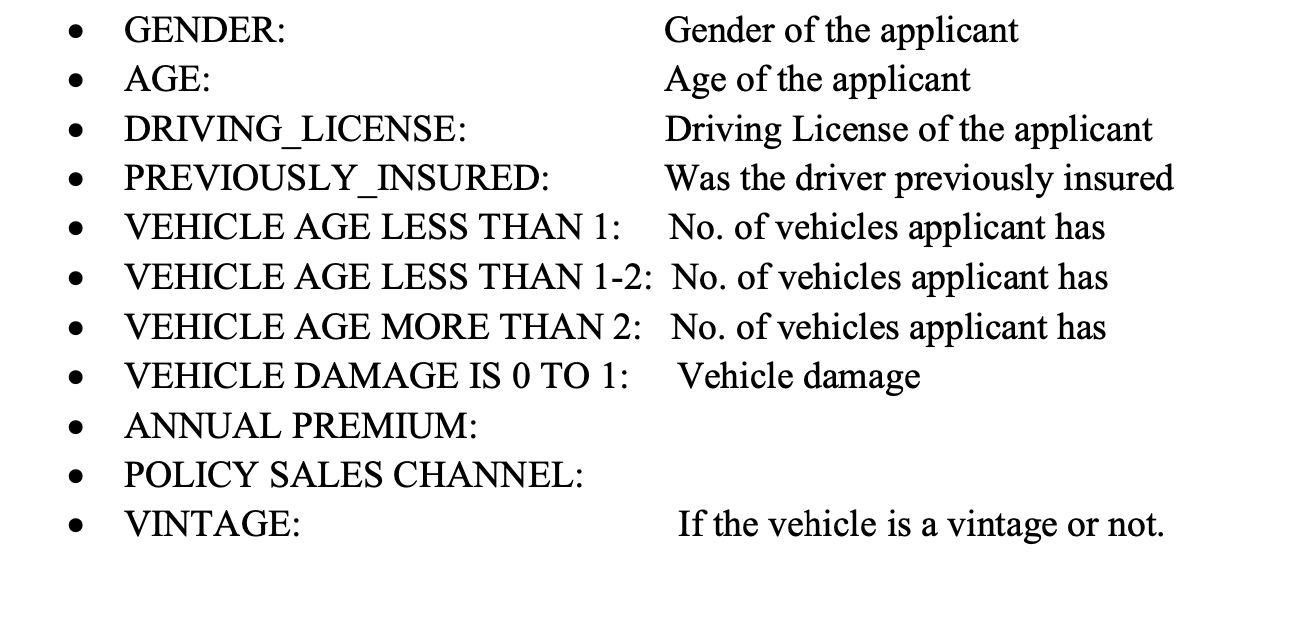 • GENDER: Gender of the applicant
• AGE: Age of the applicant
• DRIVING_LICENSE: Driving License of the applicant
• PREVIOUSLY_INSURED: Was the driver previously insured
• VEHICLE AGE LESS THAN 1: No. of vehicles applicant has
• VEHICLE AGE LESS THAN 1-2: No. of vehicles applicant has
• VEHICLE AGE MORE THAN 2: No. of vehicles applicant has
• VEHICLE DAMAGE IS 0 TO 1: Vehicle damage
• ANNUAL PREMIUM:
• POLICY SALES CHANNEL:
• VINTAGE: If the vehicle is a vintage or not.